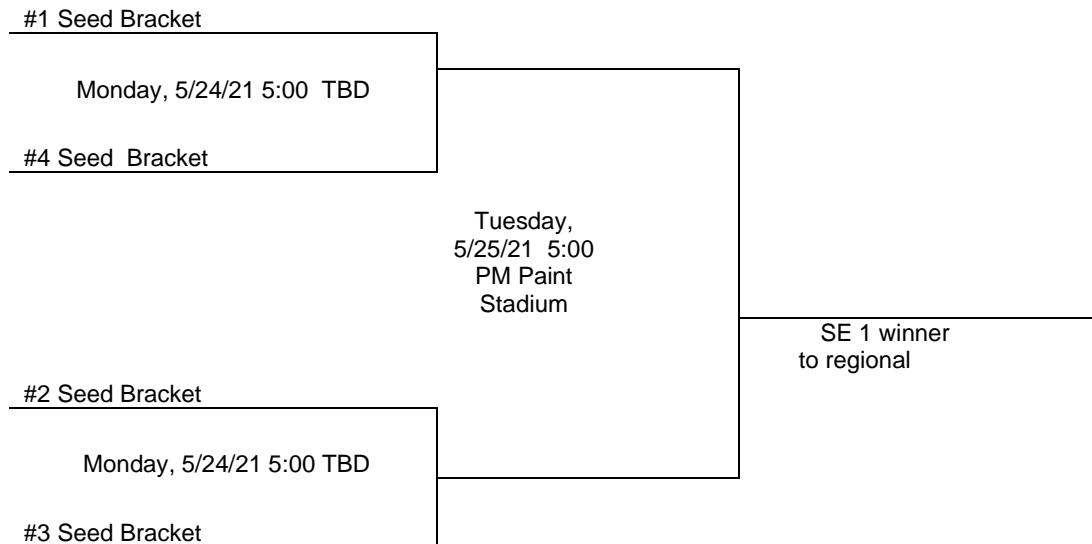 #1 Seed Bracket
Monday, 5/24/21 5:00 TBD
#4 Seed Bracket
Tuesday,
5/25/21 5:00
PM Paint
Stadium
SE 1 winner
to regional
#2 Seed Bracket
Monday, 5/24/21 5:00 TBD
#3 Seed Bracket